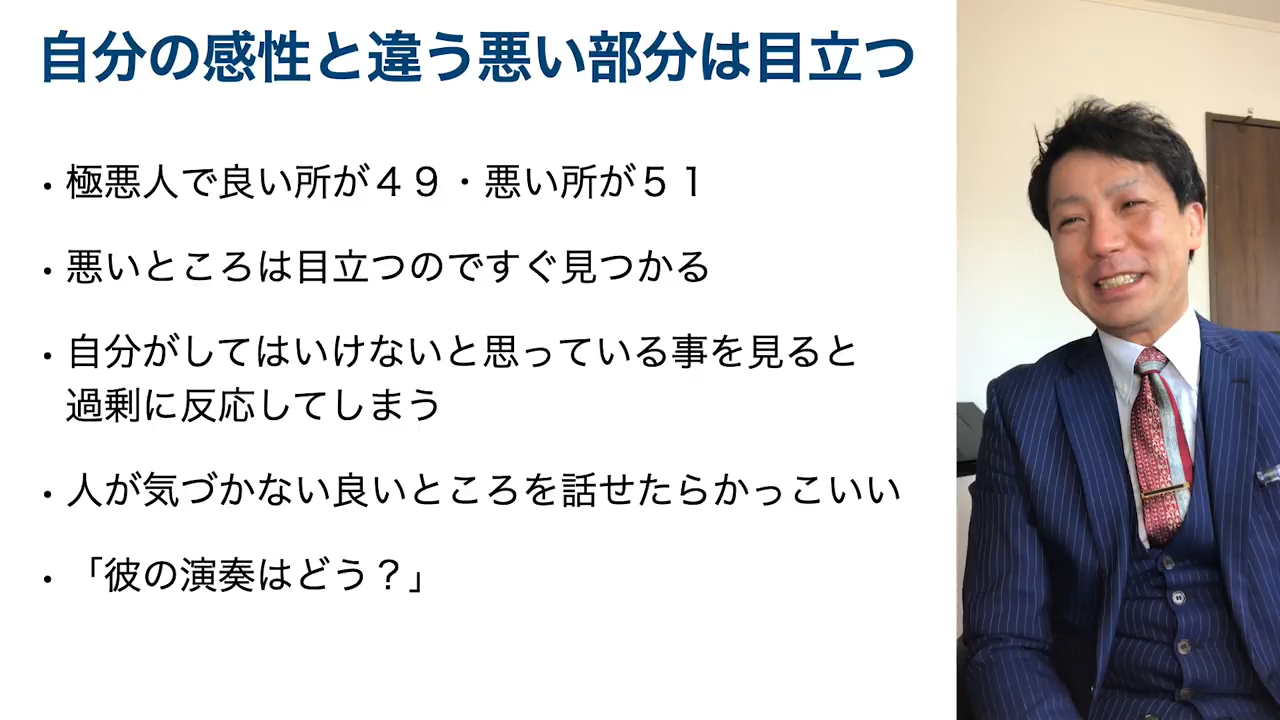 自分の感性と違う悪い部分は目立つ
・極悪人で良い所が４９・悪い所が５１
・悪いところは目立つのですぐ見つかる
・自分がしてはいけないと思っている事を見ると
過剰に反応してしまう
・人が気づかない良いところを話せたらかっこいい
・「彼の演奏はどう？」